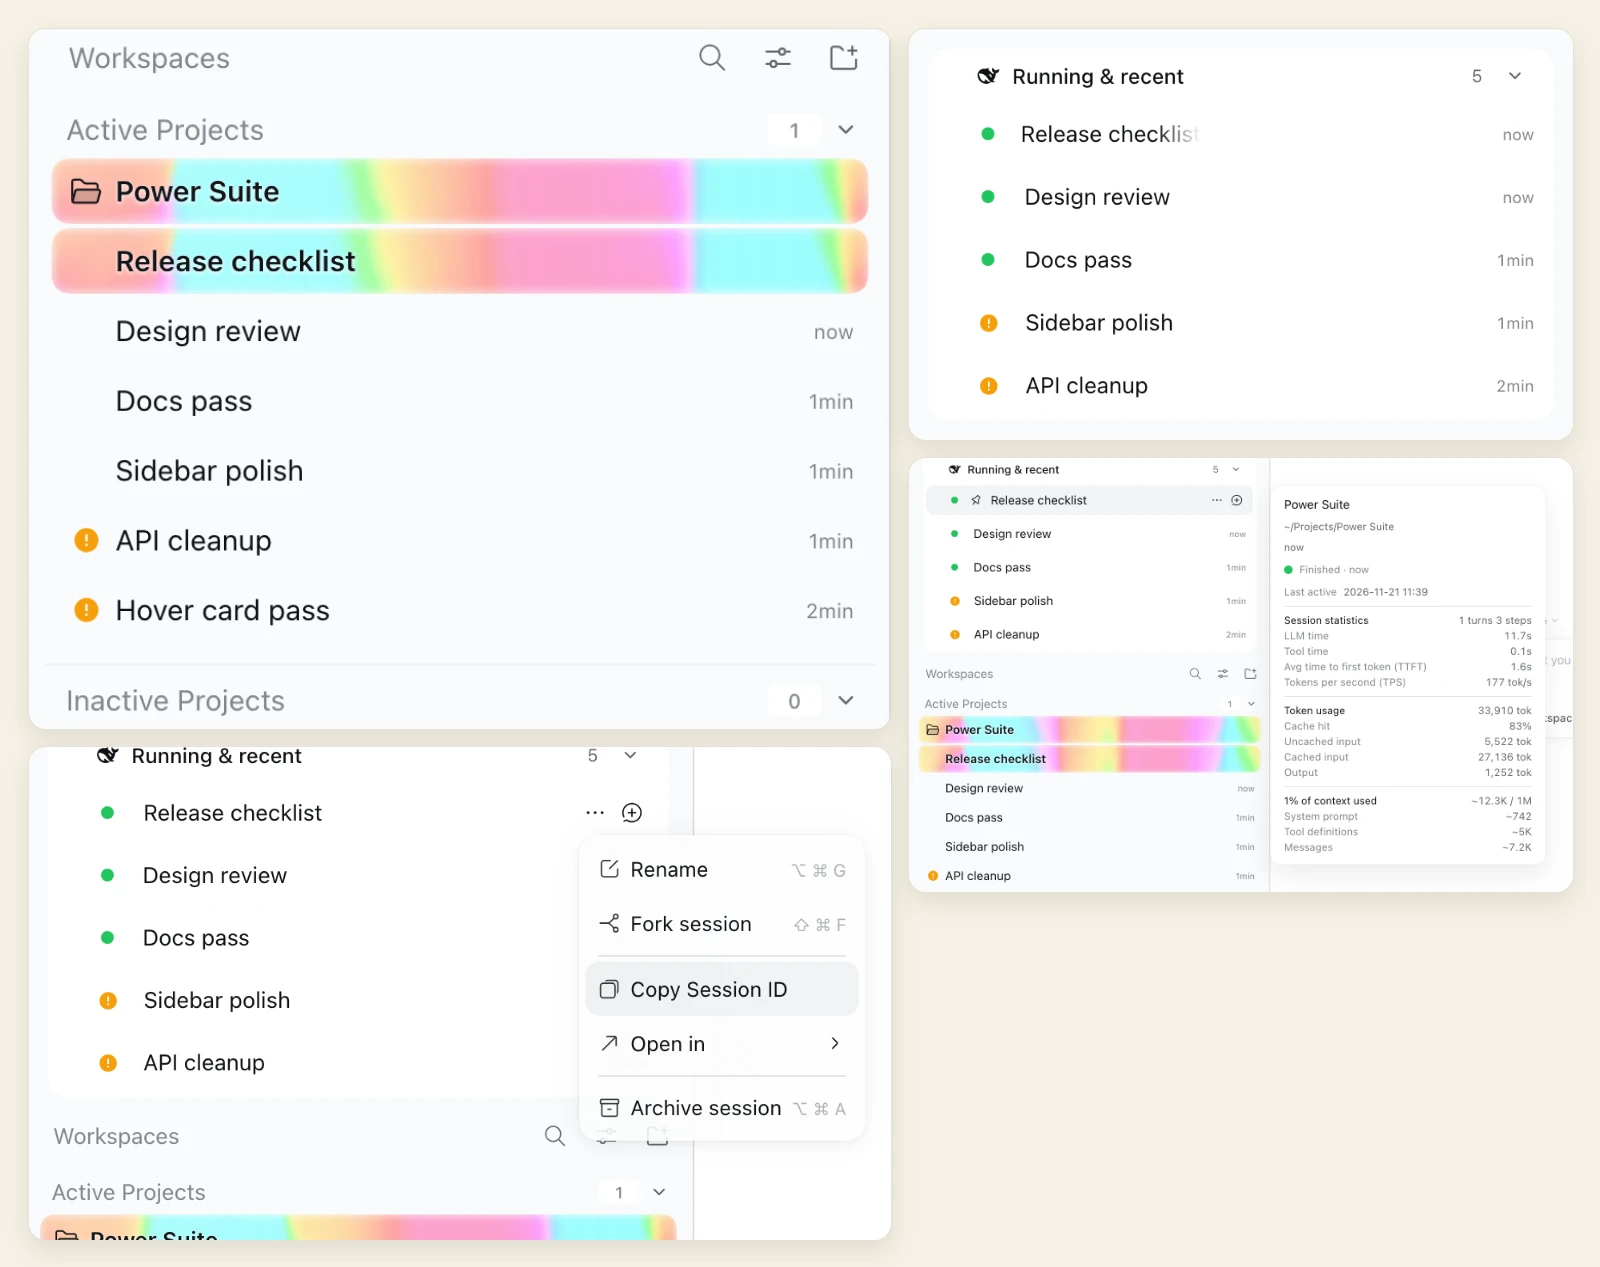 Workspaces
Active Projects 1
Power Suite
Release checklist
Design review now
Docs pass 1min
Sidebar polish 1min
API cleanup 1min
Hover card pass 2min
Inactive Projects 0
Running & recent 5
Release checklist now
Design review now
Docs pass 1min
Sidebar polish 1min
API cleanup 2min
Running & recent 5
Release checklist
Design review now
Docs pass 1min
Sidebar polish 1min
API cleanup 2min
Workspaces
Active Projects 1
Power Suite
Release checklist
Design review now
Docs pass 1min
Sidebar polish 1min
API cleanup 1min
Power Suite
~/Projects/Power Suite
now
Finished · now
Last active 2026-11-21 11:39
Session statistics 1 turns 3 steps
LLM time 11.7s
Tool time 0.1s
Avg time to first token (TTFT) 1.6s
Tokens per second (TPS) 177 tok/s
Token usage 33,910 tok
Cache hit 83%
Uncached input 5,522 tok
Cached input 27,136 tok
Output 1,252 tok
1% of context used ~12.3K / 1M
System prompt ~742
Tool definitions ~5K
Messages ~7.2K
you
Running & recent 5
Release checklist
Design review
Docs pass
Sidebar polish
API cleanup
Rename ⌥ ⌘ G
Fork session ⇧ ⌘ F
Copy Session ID
Open in
Archive session ⌥ ⌘ A
Workspaces
Active Projects 1
Power Suite